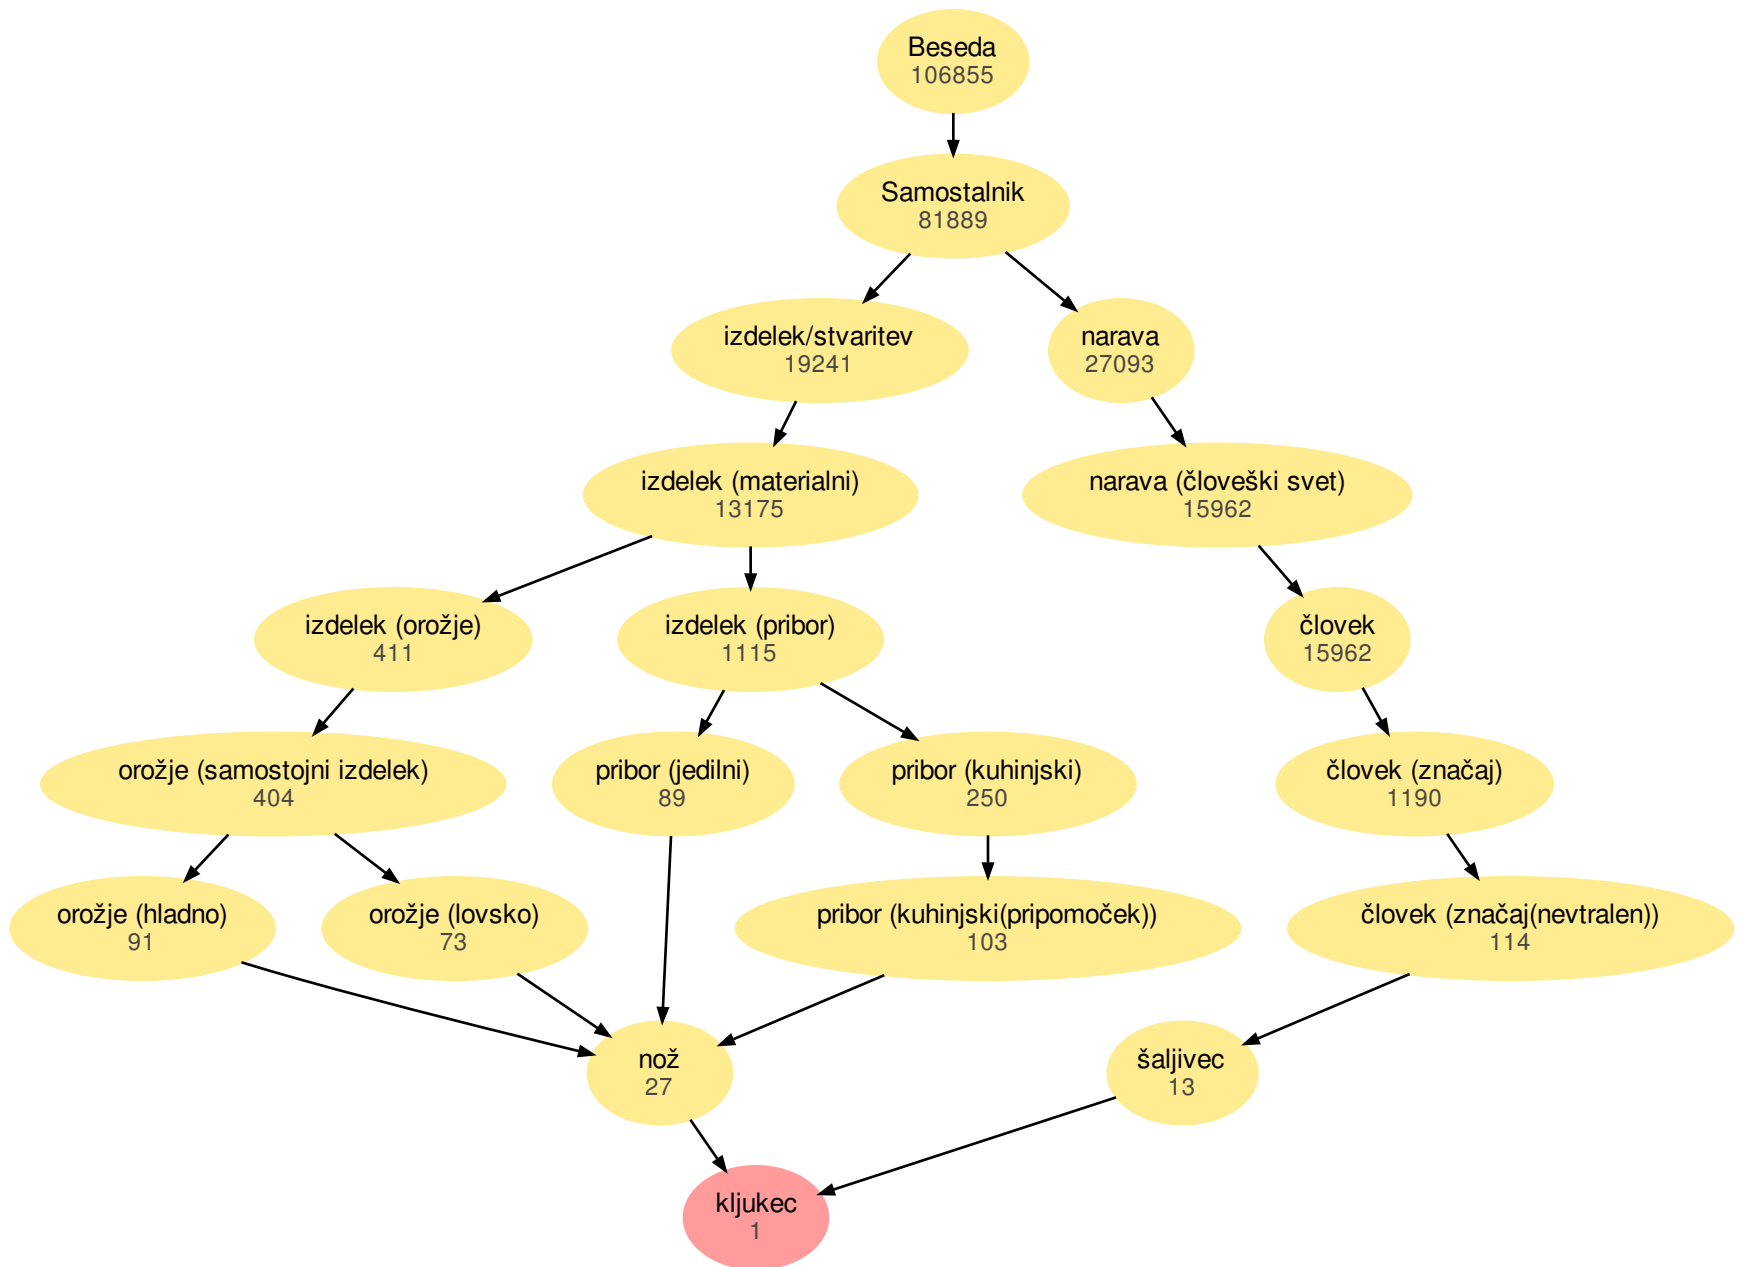 Beseda
106855
Samostalnik
81889
izdelek/stvaritev
19241
narava
27093
izdelek (materialni)
13175
narava (človeški svet)
15962
izdelek (orožje)
411
izdelek (pribor)
1115
človek
15962
orožje (samostojni izdelek)
404
pribor (jedilni)
89
pribor (kuhinjski)
250
človek (značaj)
1190
orožje (hladno)
91
orožje (lovsko)
73
pribor (kuhinjski(pripomoček))
103
človek (značaj(nevtralen))
114
nož
27
šaljivec
13
kljukec
1